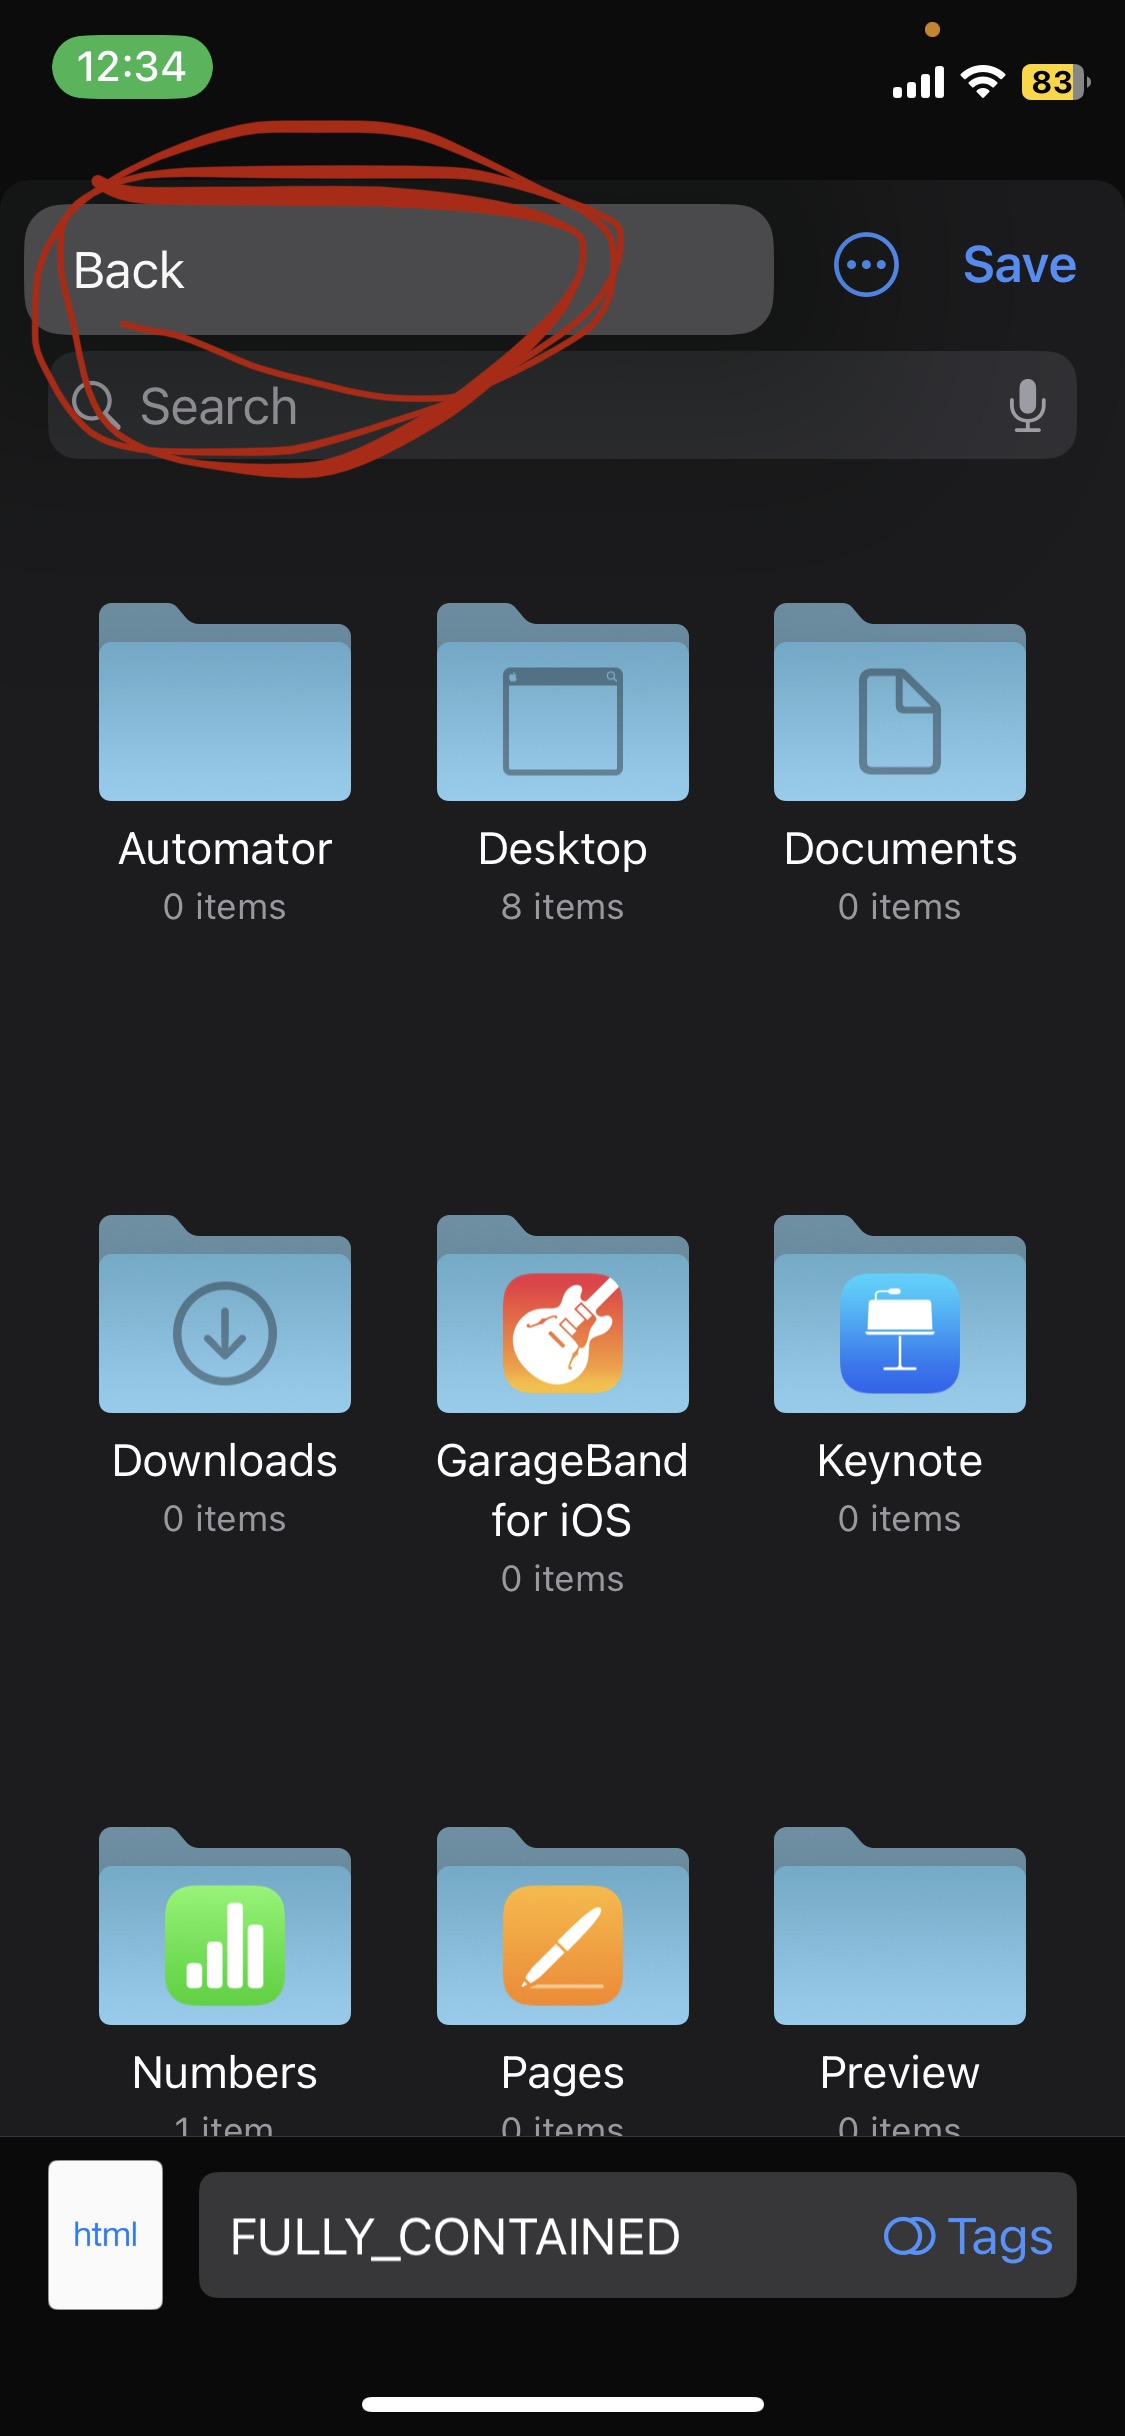 12:34
83
Back
Save
Search
Automator
0 items
Desktop
8 items
Documents
0 items
Downloads
0 items
GarageBand
for iOS
0 items
Keynote
0 items
Numbers
1 item
Pages
0 items
Preview
0 items
html
FULLY_CONTAINED
Tags